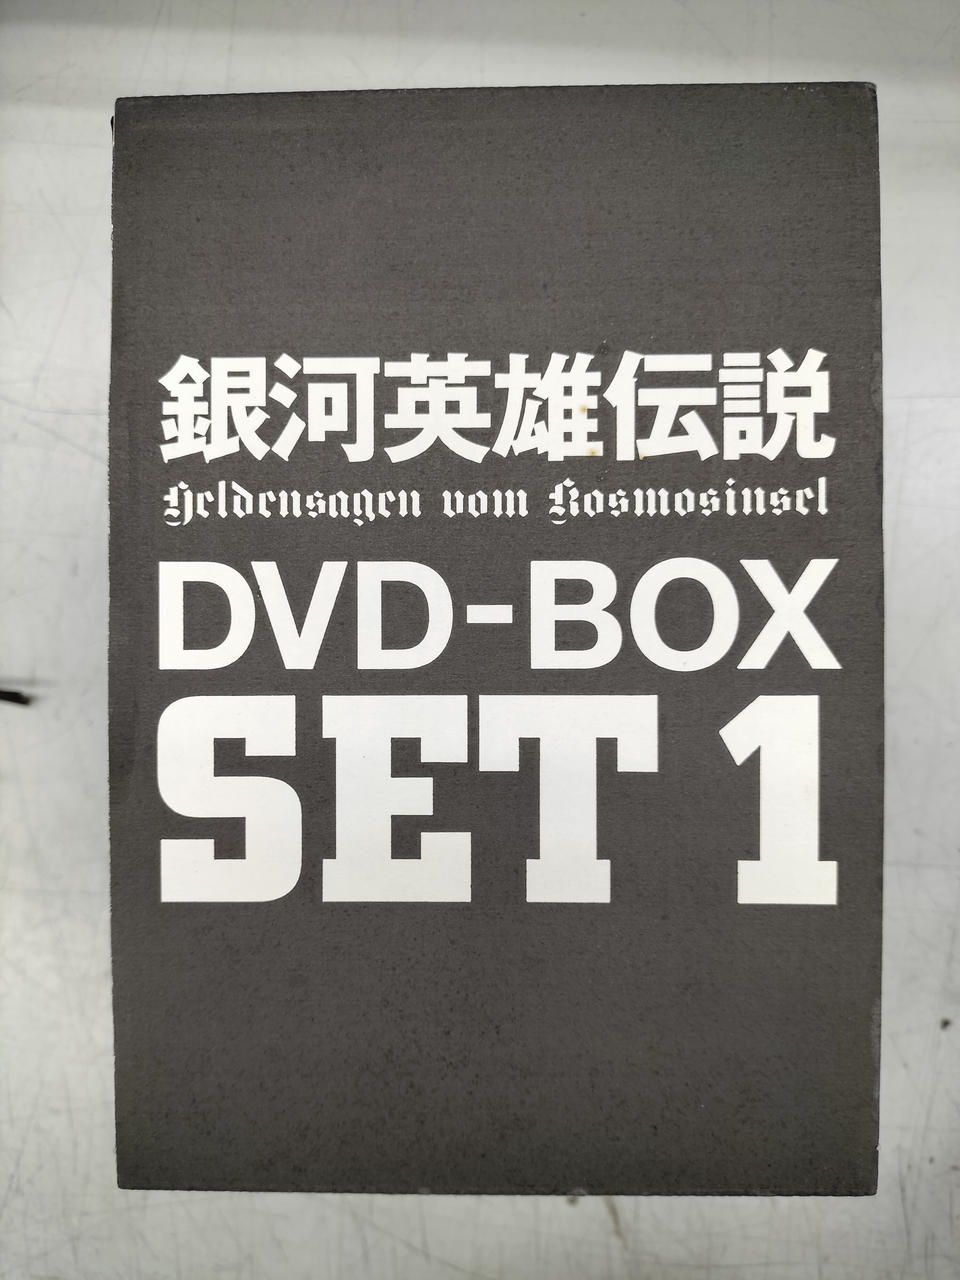 銀河英雄伝説
Heldensagen vom Kosmosinsel
DVD-BOX
SET 1